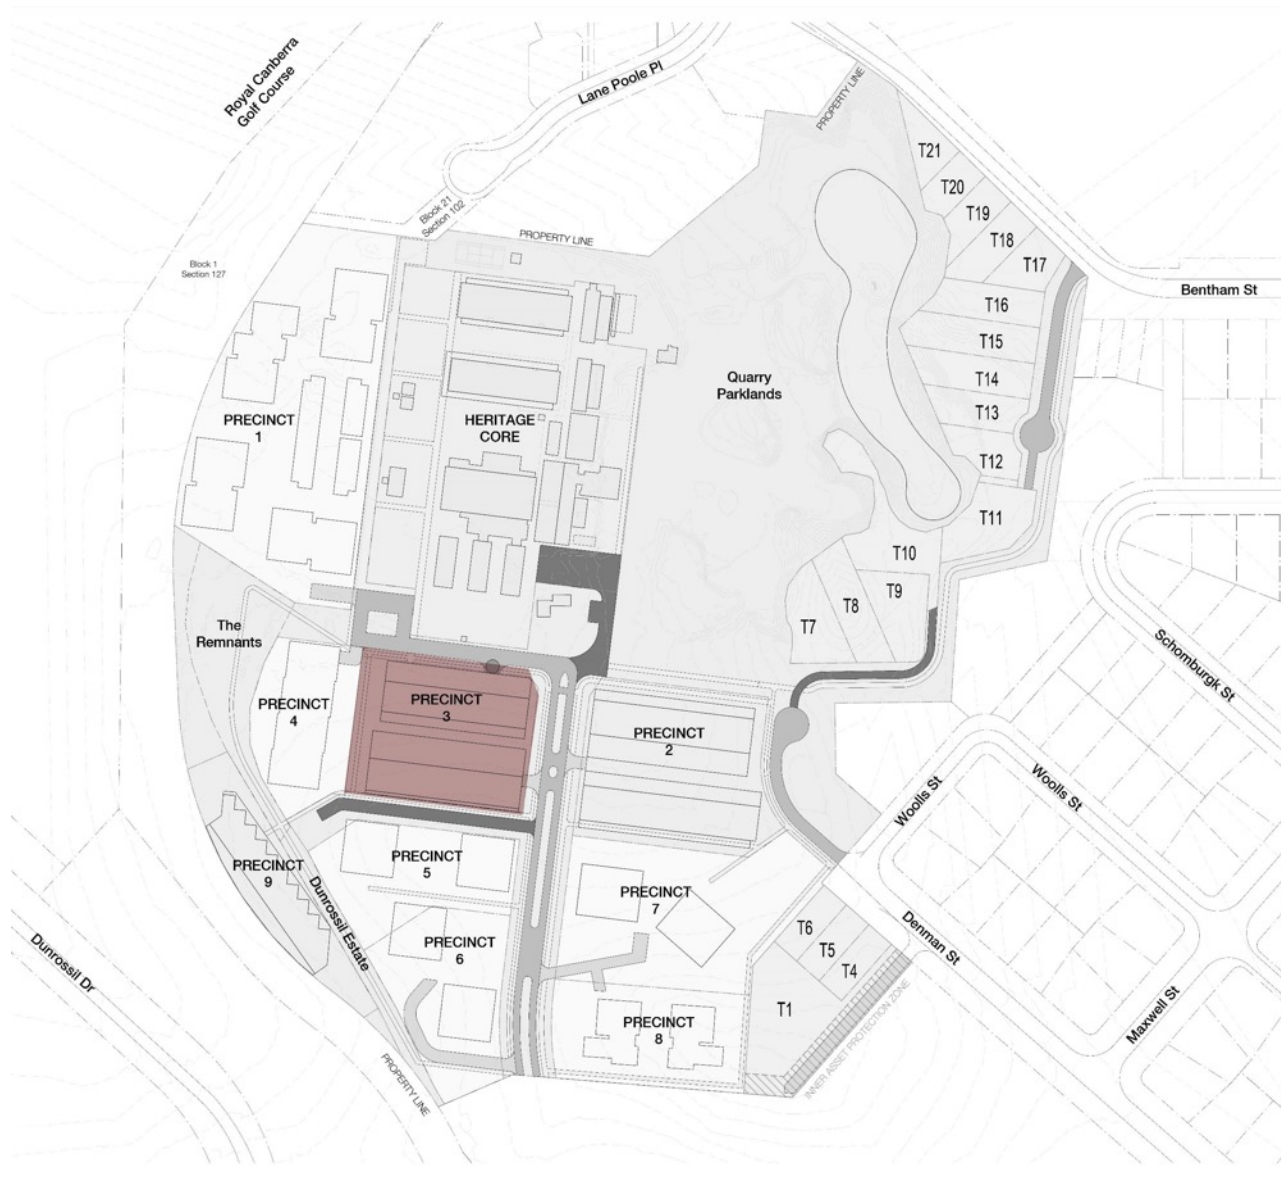 Royal Canberra
Golf Course
Lane Poole Pl
PROPERTY LINE
Block 21
Section 102
PROPERTY LINE
Block 1
Section 127
T21
T20
T19
T18
T17
Bentham St
T16
T15
T14
T13
T12
T11
T10
T9
T8
T7
Quarry
Parklands
PRECINCT
1
HERITAGE
CORE
The
Remnants
PRECINCT
4
PRECINCT
3
PRECINCT
2
Schomburgk St
Woolls St
Woolls St
PRECINCT
5
PRECINCT
9
PRECINCT
7
Dunrossil Estate
PRECINCT
6
T6
T5
T4
T1
Denman St
Dunrossil Dr
PRECINCT
8
Maxwell St
INNER ASSET PROTECTION ZONE
PROPERTY LINE